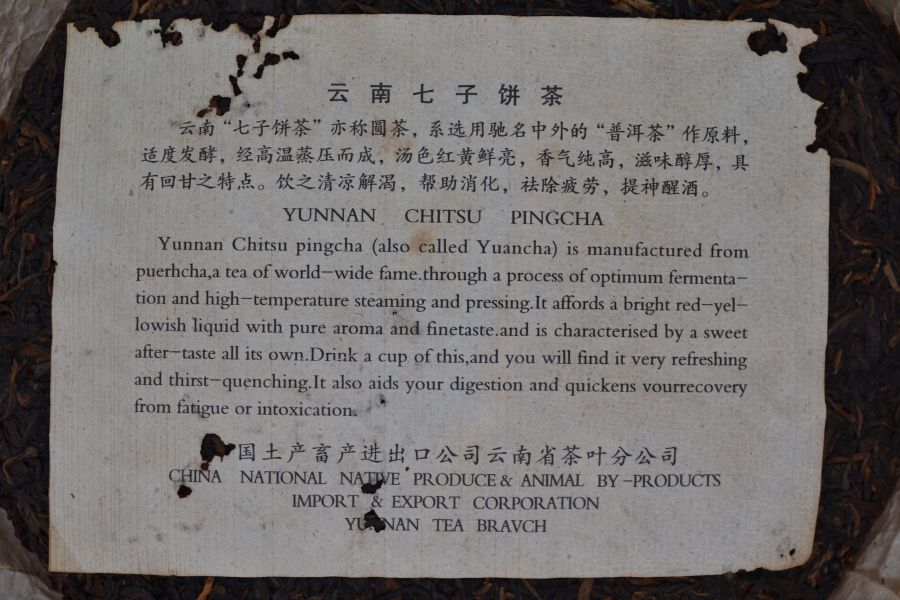 云南七子饼茶
云南“七子饼茶”亦称圆茶，系选用驰名中外的“普洱茶”作原料，
适度发酵，经高温蒸压而成，汤色红黄鲜亮，香气纯高，滋味醇厚，具
有回甘之特点。饮之清凉解渴，帮助消化，祛除疲劳，提神醒酒。
YUNNAN CHITSU PINGCHA
Yunnan Chitsu pingcha (also called Yuancha) is manufactured from
puerhcha,a tea of world-wide fame.through a process of optimum fermenta-
tion and high-temperature steaming and pressing.It affords a bright red-yel-
lowish liquid with pure aroma and finetaste.and is characterised by a sweet
after-taste all its own.Drink a cup of this,and you will find it very refreshing
and thirst-quenching.It also aids your digestion and quickens vourrecovery
from fatigue or intoxication.
国土产畜产进出口公司云南省茶叶分公司
CHINA NATIONAL NATIVE PRODUCE & ANIMAL BY-PRODUCTS
IMPORT & EXPORT CORPORATION
YUNNAN TEA BRAVCH